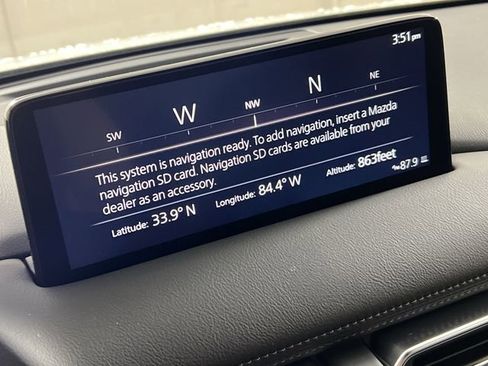 3:51 pm
SW W NW N NE
This system is navigation ready. To add navigation, insert a Mazda
navigation SD card. Navigation SD cards are available from your
dealer as an accessory.
Latitude: 33.9° N Longitude: 84.4° W Altitude: 863feet
87.9